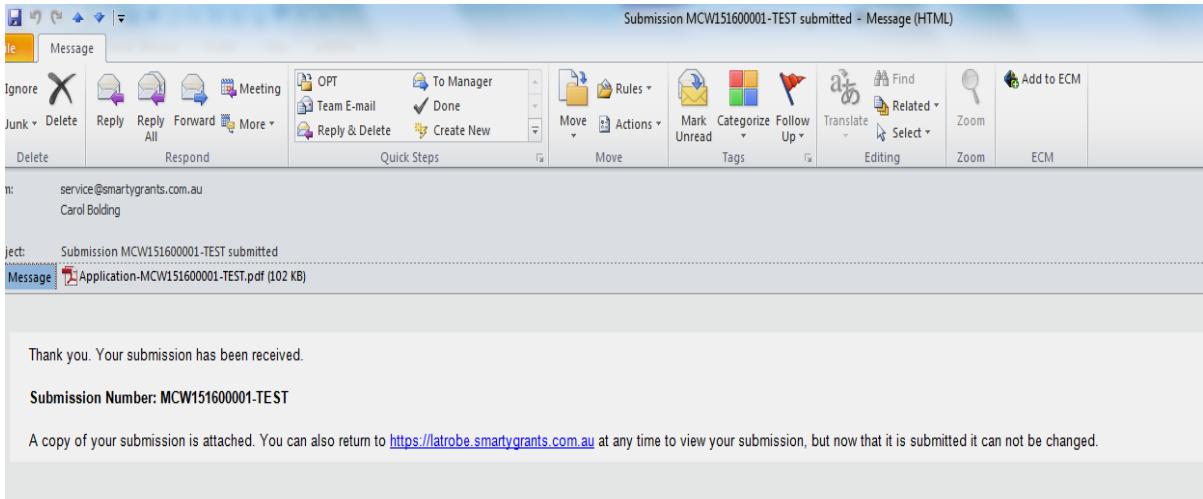 Submission MCW151600001-TEST submitted - Message (HTML)
le Message
Ignore
Junk
Delete
Reply
Reply All
Forward
Meeting
More
OPT
Team E-mail
Reply & Delete
To Manager
Done
Create New
Move
Rules
Actions
Mark Unread
Categorize
Follow Up
Translate
Find
Related
Select
Zoom
Add to ECM
Delete Respond Quick Steps Move Tags Editing Zoom ECM
m: service@smartygrants.com.au
Carol Bolding
ject: Submission MCW151600001-TEST submitted
Message Application-MCW151600001-TEST.pdf (102 KB)
Thank you. Your submission has been received.
Submission Number: MCW151600001-TEST
A copy of your submission is attached. You can also return to https://latrobe.smartygrants.com.au at any time to view your submission, but now that it is submitted it can not be changed.